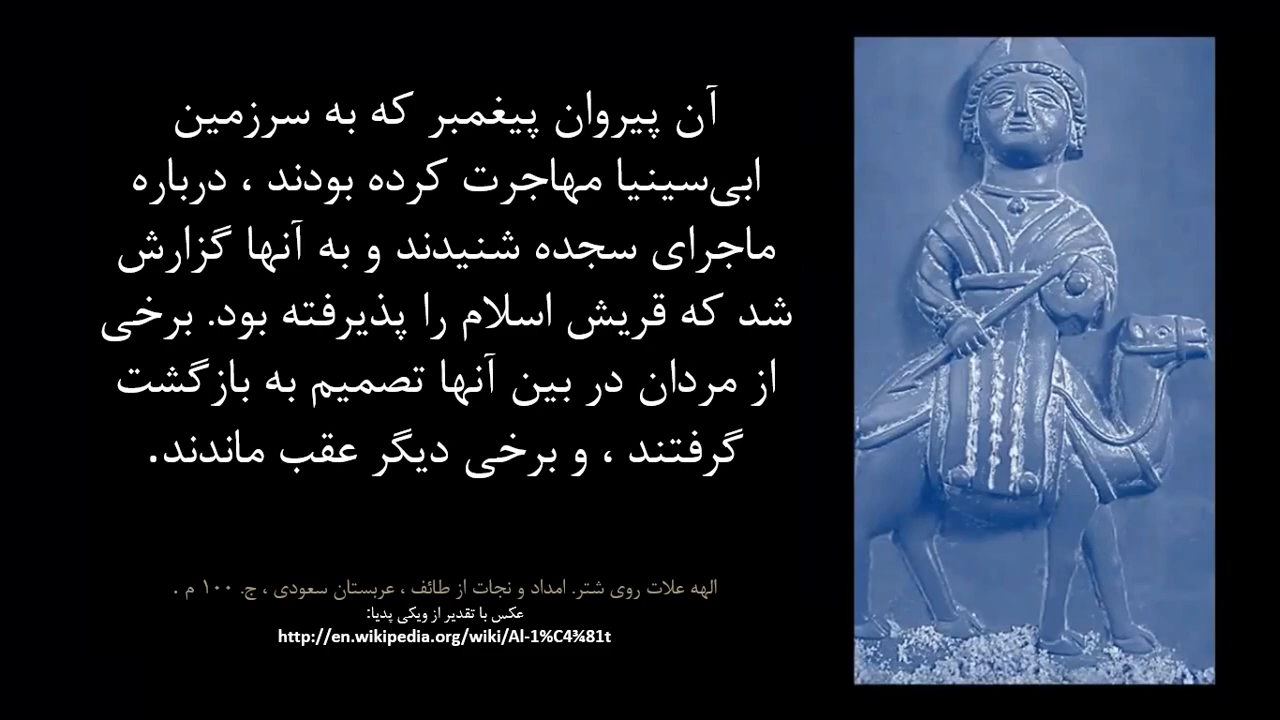 آن پیروان پیغمبر که به سرزمین
ابی‌سینیا مهاجرت کرده بودند ، درباره
ماجرای سجده شنیدند و به آنها گزارش
شد که قریش اسلام را پذیرفته بود. برخی
از مردان در بین آنها تصمیم به بازگشت
گرفتند ، و برخی دیگر عقب ماندند.
الهه علات روی شتر. امداد و نجات از طائف ، عربستان سعودی ، ج. ۱۰۰ م .
عکس با تقدیر از ویکی پدیا:
http://en.wikipedia.org/wiki/Al-1%C4¾81t